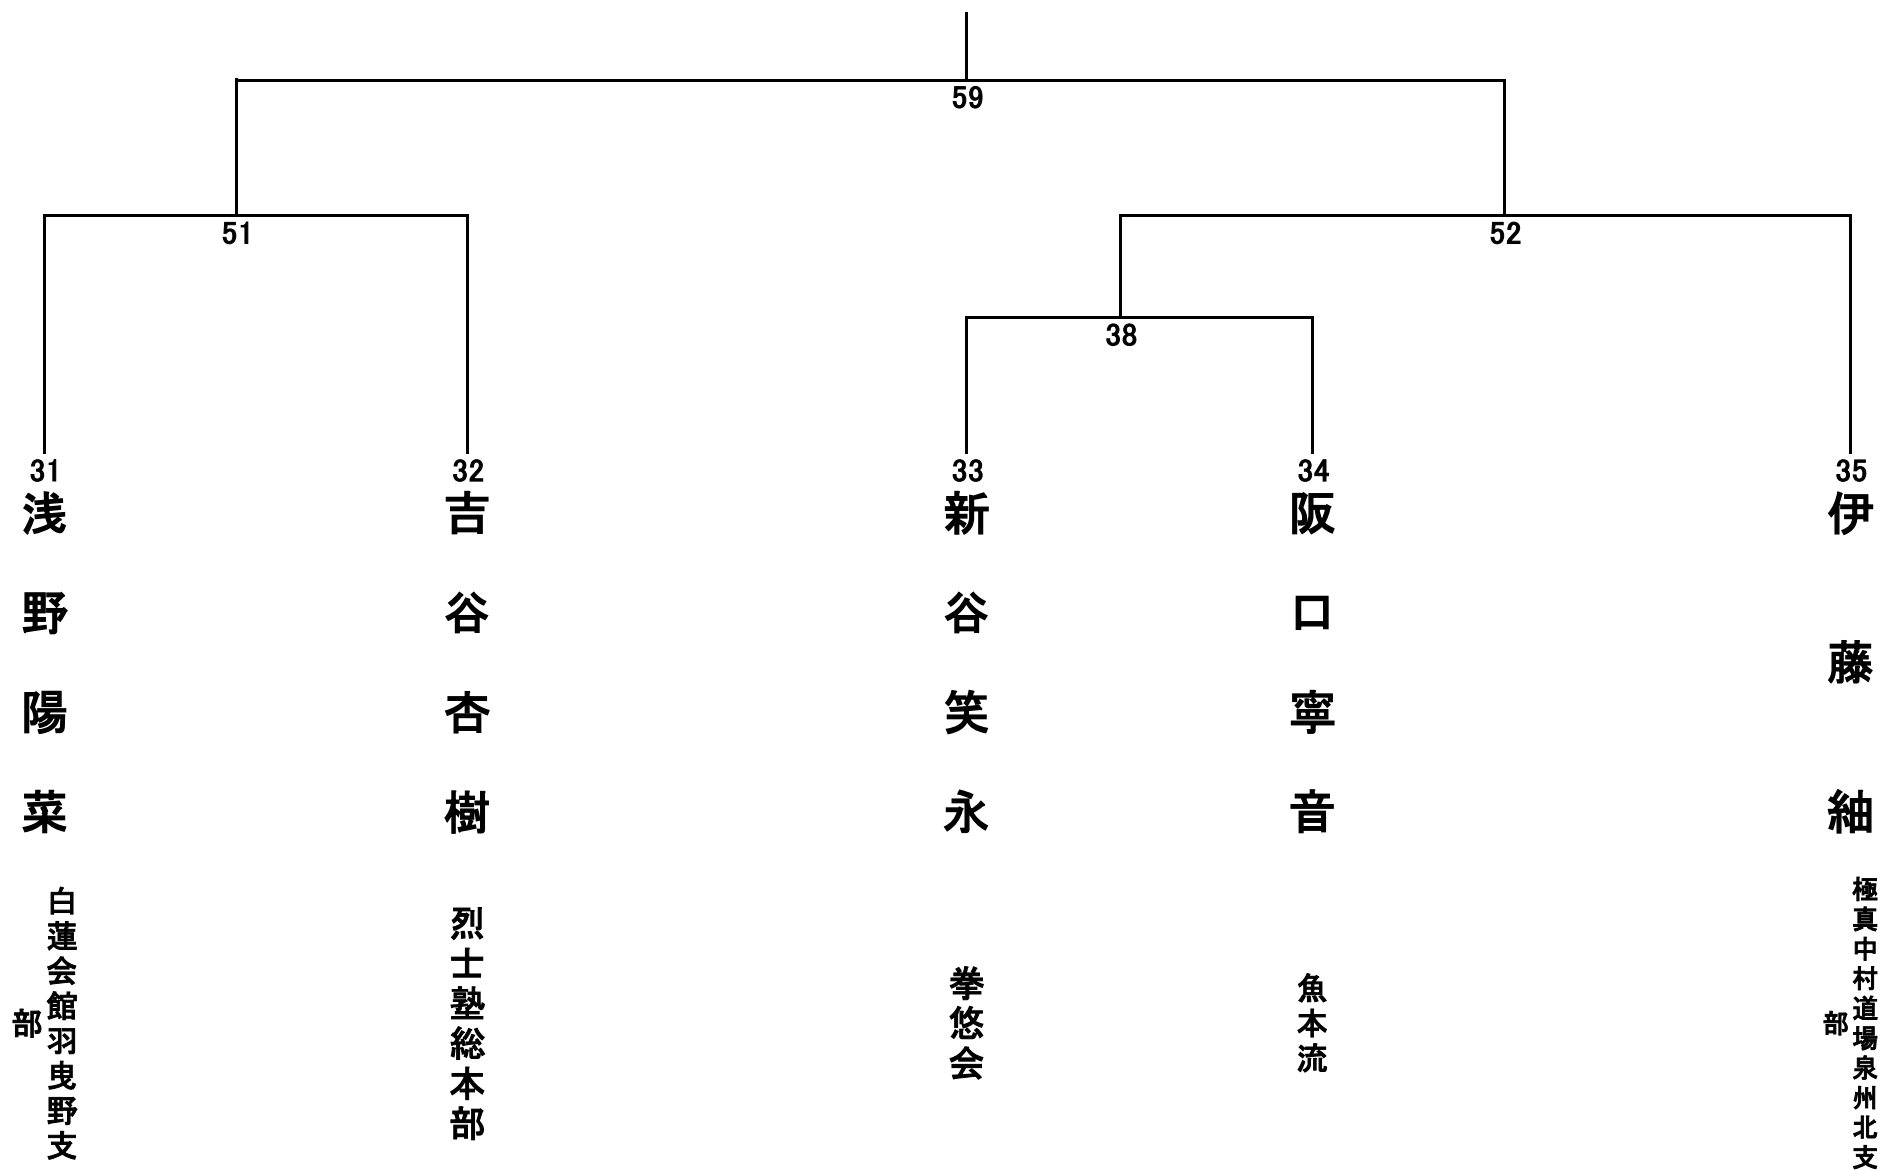 59
51
52
38
31
浅野陽菜
白蓮会館羽曳野支
部
32
吉谷杏樹
烈士塾総本部
33
新谷笑永
拳悠会
34
阪口寧音
魚本流
35
伊藤紬
極真中村道場泉州北支
部